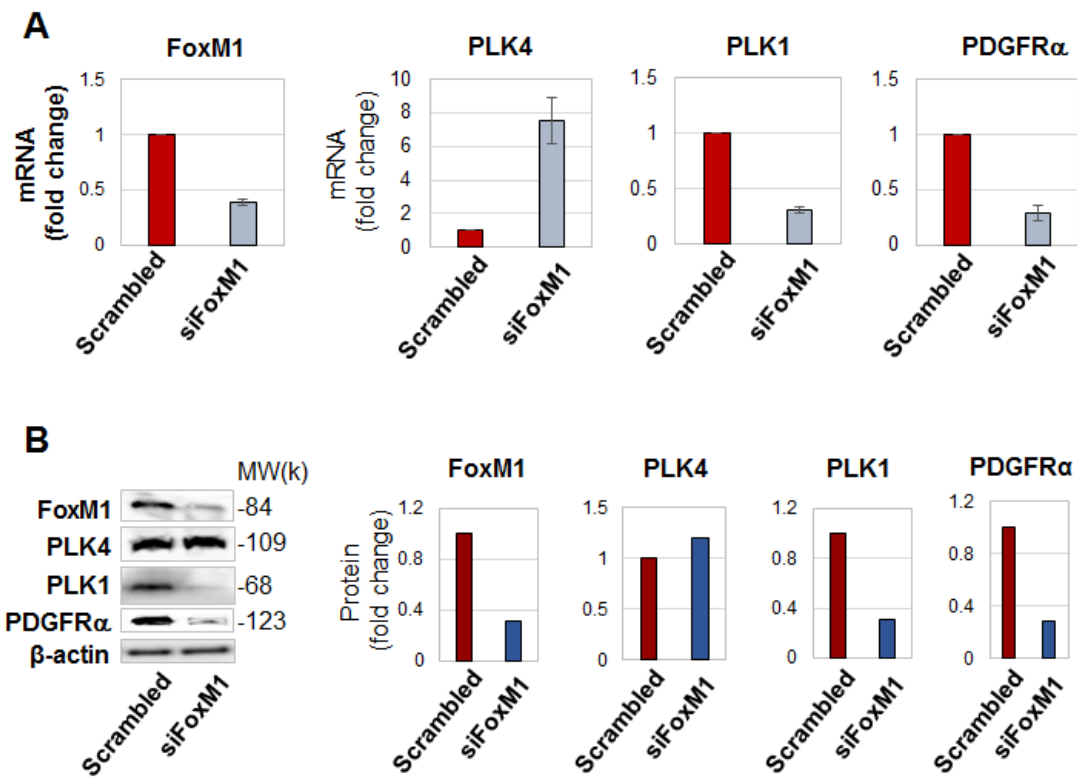 A
FoxM1
PLK4
PLK1
PDGFRα
mRNA
(fold change)
1.5
1
0.5
0
Scrambled
siFoxM1
mRNA
(fold change)
10
8
6
4
2
0
Scrambled
siFoxM1
1.5
1
0.5
0
Scrambled
siFoxM1
1.5
1
0.5
0
Scrambled
siFoxM1
B
MW(k)
FoxM1 -84
PLK4 -109
PLK1 -68
PDGFRα -123
β-actin
Scrambled
siFoxM1
FoxM1
PLK4
PLK1
PDGFRα
Protein
(fold change)
1.2
0.8
0.4
0
Scrambled
siFoxM1
1.5
1.0
0.5
0
Scrambled
siFoxM1
1.2
0.8
0.4
0
Scrambled
siFoxM1
1.2
0.8
0.4
0
Scrambled
siFoxM1